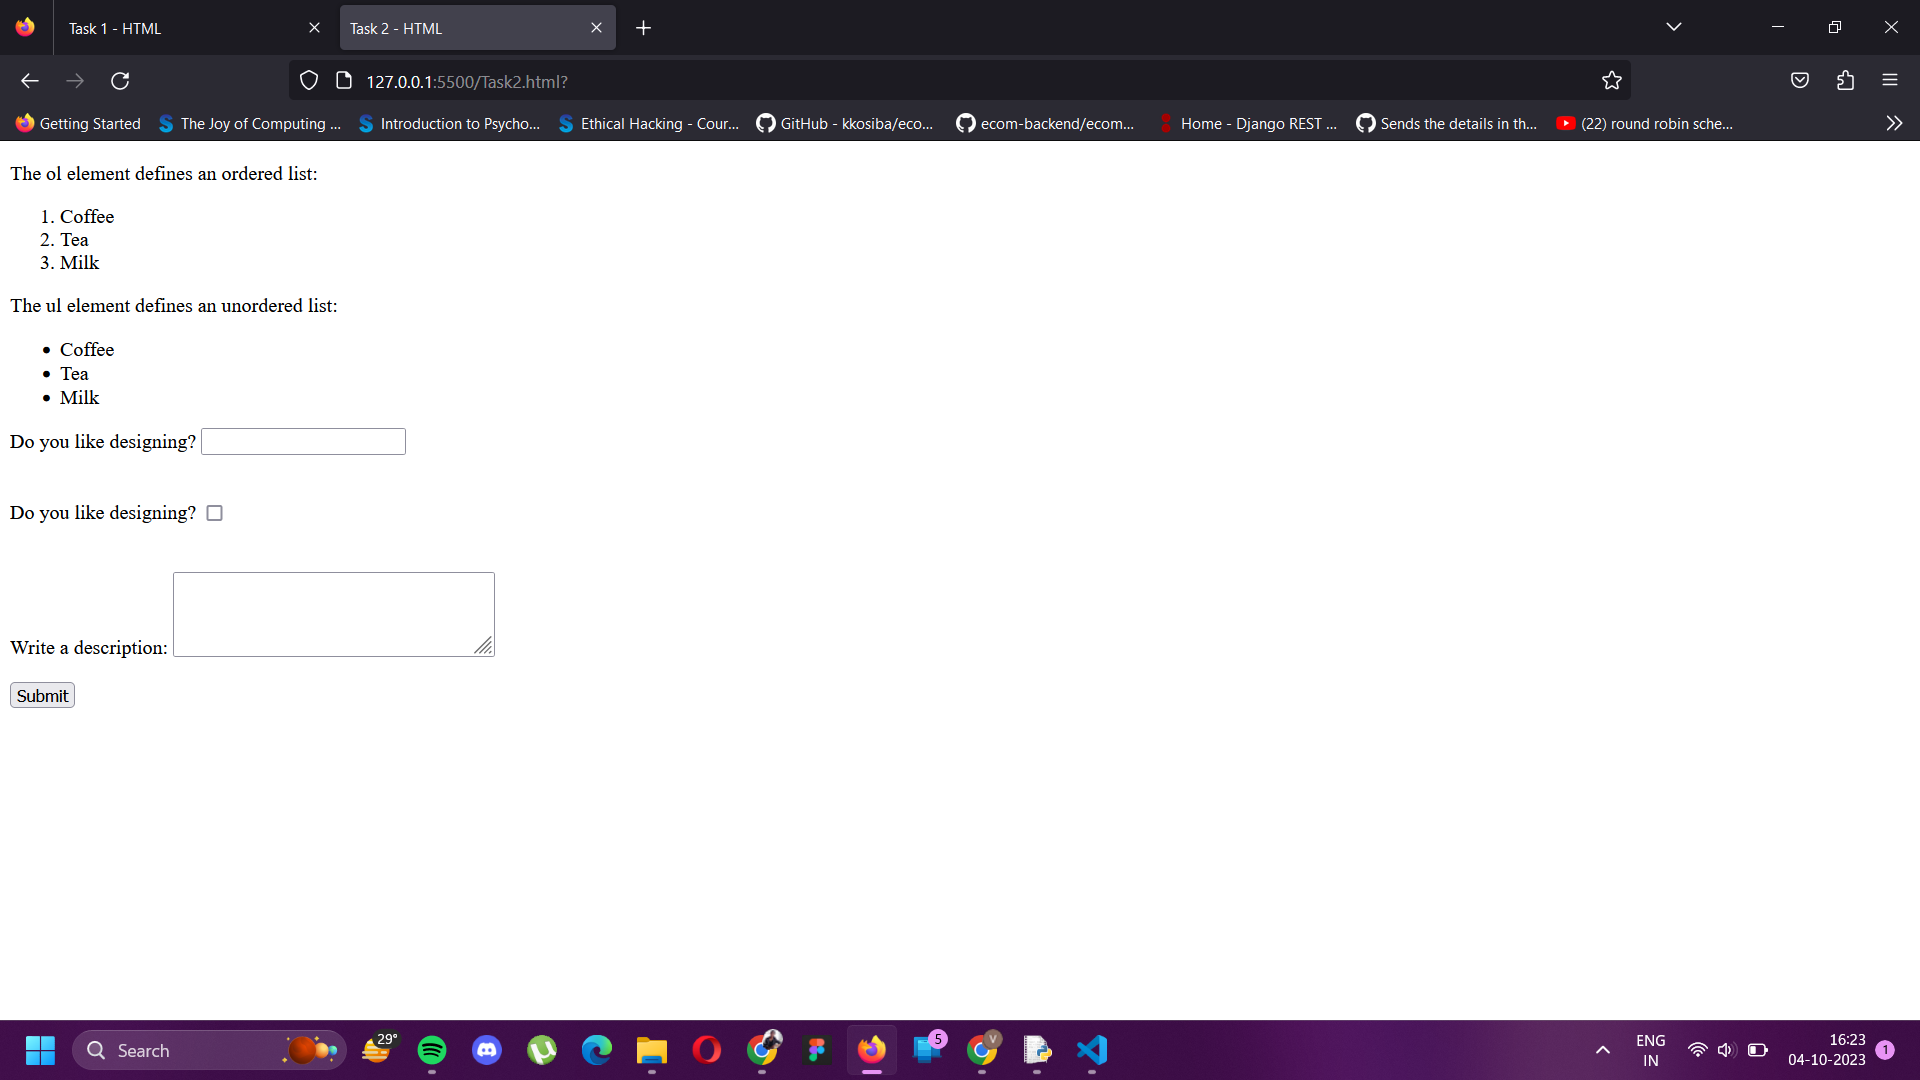 Task 1 - HTML
Task 2 - HTML
127.0.0.1:5500/Task2.html?
Getting Started
The Joy of Computing ...
Introduction to Psycho...
Ethical Hacking - Cour...
GitHub - kkosiba/eco...
ecom-backend/ecom...
Home - Django REST ...
Sends the details in th...
(22) round robin sche...
The ol element defines an ordered list:
1. Coffee
2. Tea
3. Milk
The ul element defines an unordered list:
• Coffee
• Tea
• Milk
Do you like designing?
Do you like designing?
Write a description:
Submit
Search
29°
5
V
ENG
IN
16:23
04-10-2023
1